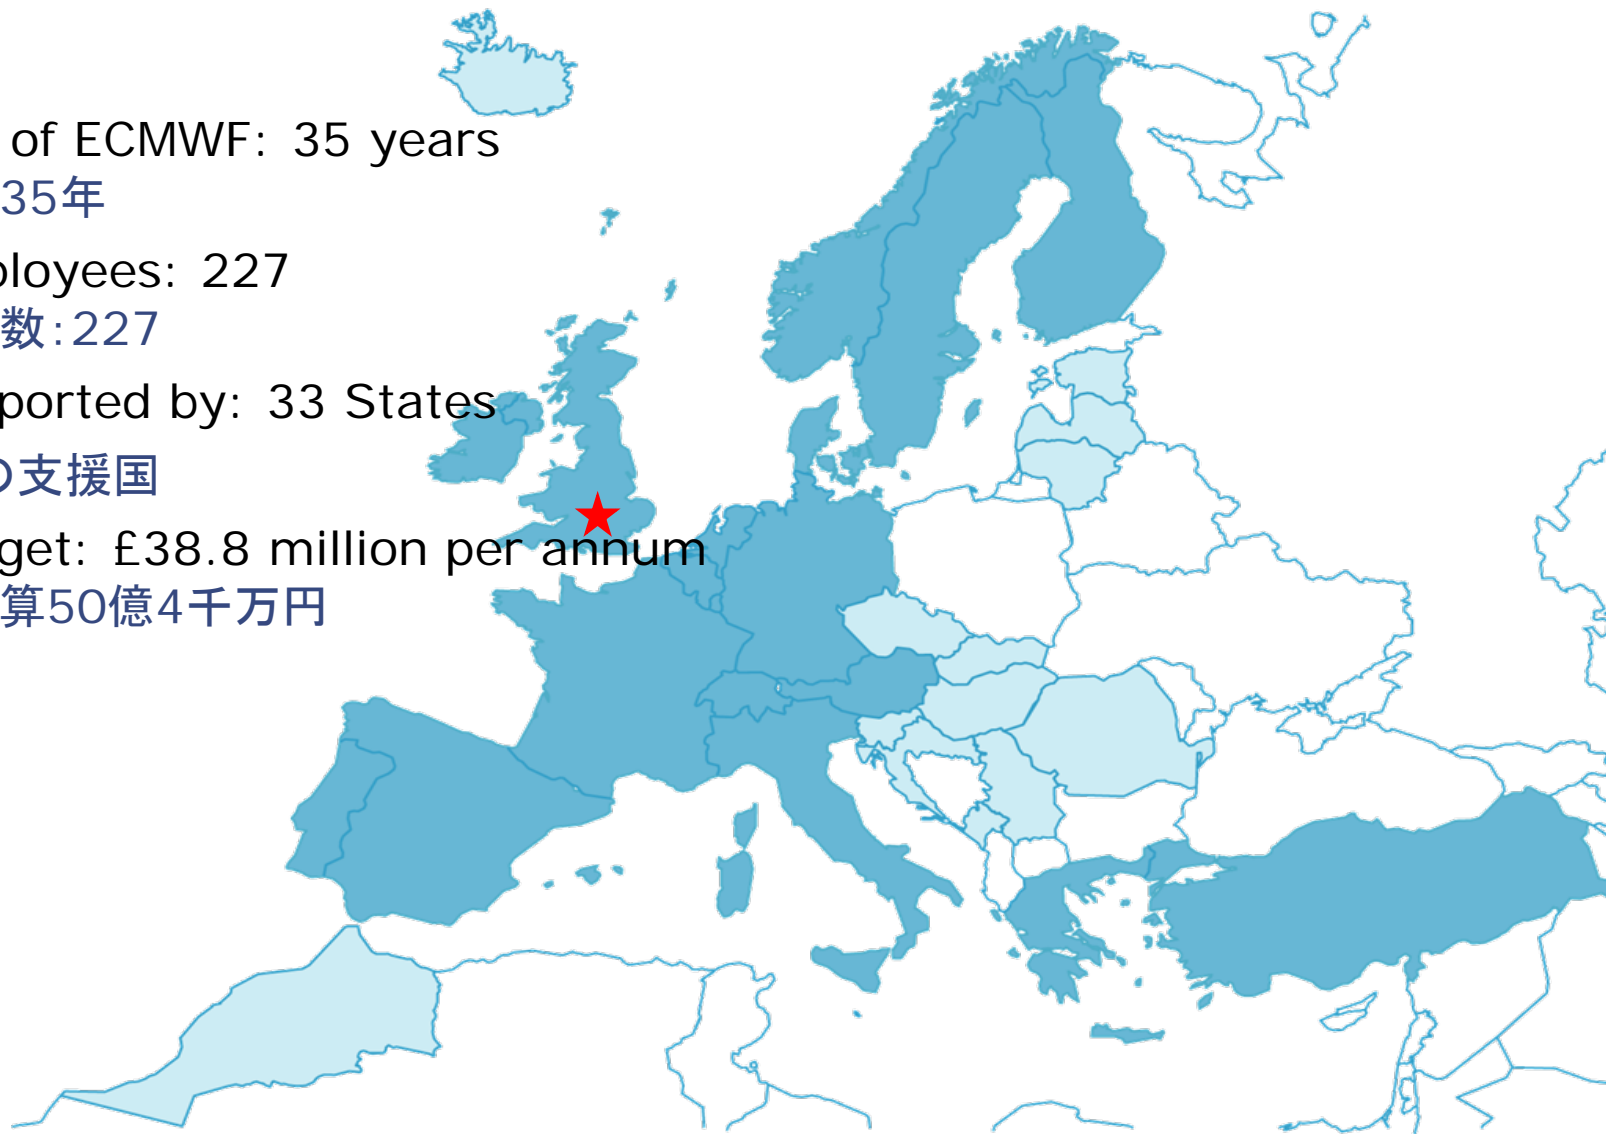 of ECMWF: 35 years
35年
ployees: 227
数:227
ported by: 33 States
の支援国
get: £38.8 million per annum
算50億4千万円